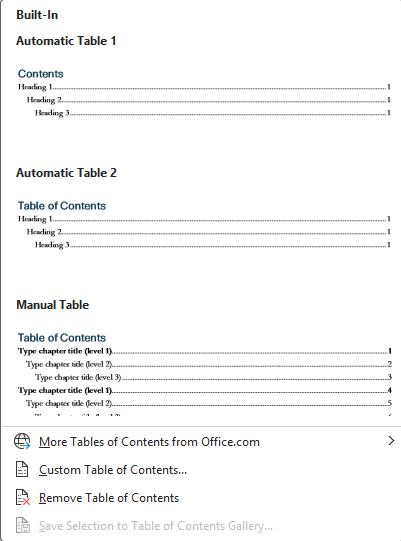 Built-In
Automatic Table 1
Contents
Heading 1 1
Heading 2 1
Heading 3 1
Automatic Table 2
Table of Contents
Heading 1 1
Heading 2 1
Heading 3 1
Manual Table
Table of Contents
Type chapter title (level 1) 1
Type chapter title (level 2) 2
Type chapter title (level 3) 3
Type chapter title (level 1) 4
Type chapter title (level 2) 5
More Tables of Contents from Office.com
Custom Table of Contents...
Remove Table of Contents
Save Selection to Table of Contents Gallery...